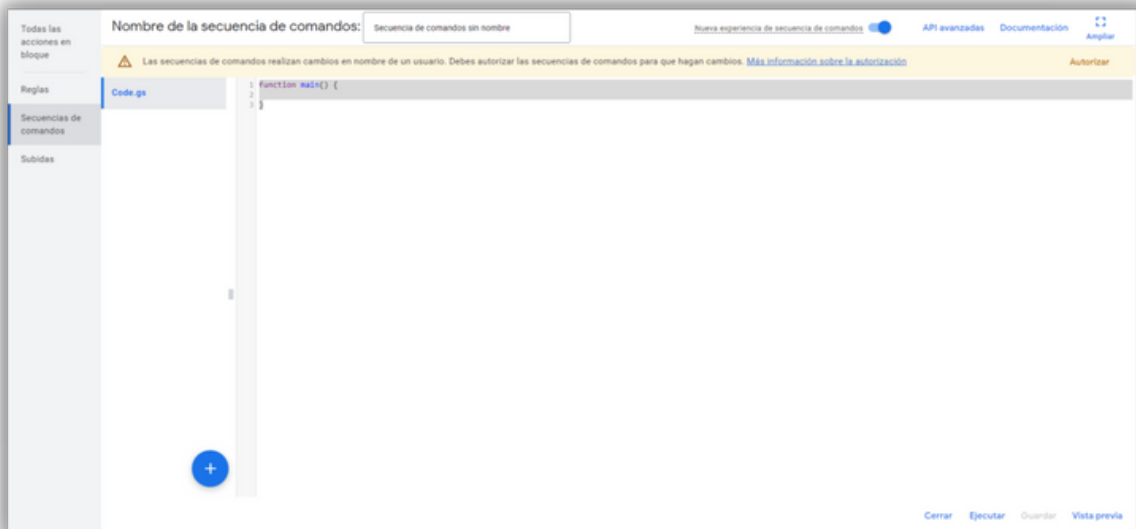 Todas las
acciones en
bloque
Reglas
Secuencias de
comandos
Subidas
Nombre de la secuencia de comandos:
Secuencia de comandos sin nombre
Nueva experiencia de secuencia de comandos
API avanzadas
Documentación
Ampliar
Las secuencias de comandos realizan cambios en nombre de un usuario. Debes autorizar las secuencias de comandos para que hagan cambios. Más información sobre la autorización
Autorizar
Code.gs
1 function main() {
2
3 }
+
Cerrar
Ejecutar
Guardar
Vista previa